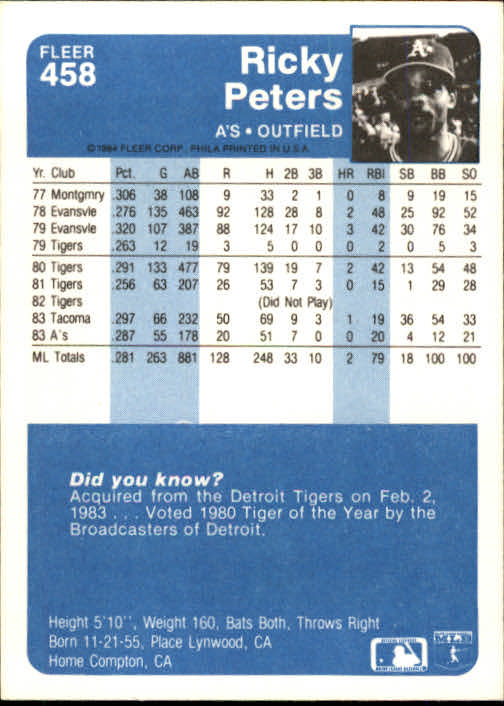 FLEER
458
Ricky
Peters
A'S • OUTFIELD
© 1984 FLEER CORP., PHILA PRINTED IN U.S.A.
Yr. Club Pct. G AB R H 2B 3B HR RBI SB BB SO
77 Montgmry .306 38 108 9 33 2 1 0 8 9 19 15
78 Evansvle .276 135 463 92 128 28 8 2 48 25 92 52
79 Evansvle .320 107 387 88 124 17 10 3 42 30 76 34
79 Tigers .263 12 19 3 5 0 0 0 2 0 5 3
80 Tigers .291 133 477 79 139 19 7 2 42 13 54 48
81 Tigers .256 63 207 26 53 7 3 0 15 1 29 28
82 Tigers (Did Not Play)
83 Tacoma .297 66 232 50 69 9 3 1 19 36 54 33
83 A's .287 55 178 20 51 7 0 0 20 4 12 21
ML Totals .281 263 881 128 248 33 10 2 79 18 100 100
Did you know?
Acquired from the Detroit Tigers on Feb. 2,
1983 . . . Voted 1980 Tiger of the Year by the
Broadcasters of Detroit.
Height 5'10'', Weight 160, Bats Both, Throws Right
Born 11-21-55, Place Lynwood, CA
Home Compton, CA